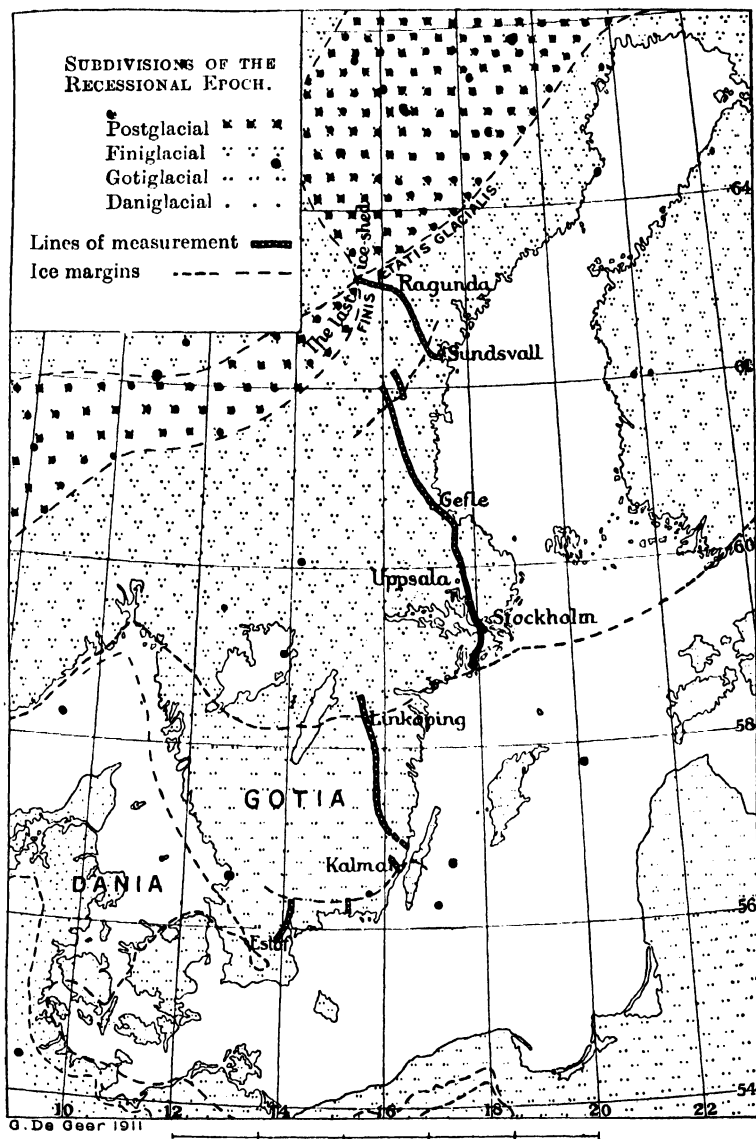 SUBDIVISIONS OF THE
RECESSIONAL EPOCH.
Postglacial
Finiglacial
Gotiglacial
Daniglacial
Lines of measurement
Ice margins
64
The last ice-shed
FINIS ÆTATIS GLACIALIS
Ragunda
Sundsvall
62
Gefle
60
Uppsala
Stockholm
Linköping
58
GOTIA
Kalmar
DANIA
56
54
10 12 14 16 18 20 22
G. De Geer 1911